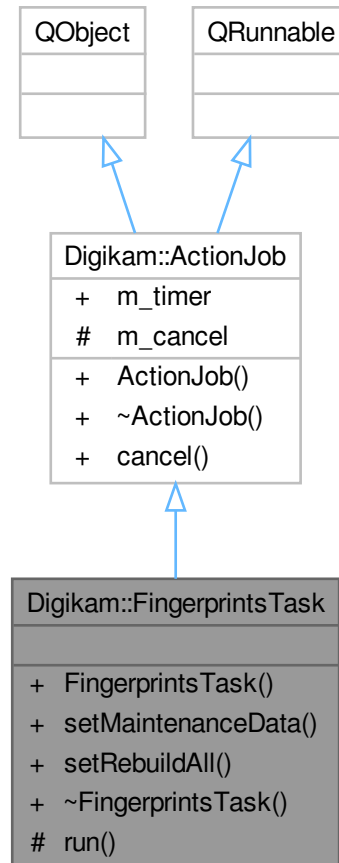 QObject
QRunnable
Digikam::ActionJob
+ m_timer
# m_cancel
+ ActionJob()
+ ~ActionJob()
+ cancel()
Digikam::FingerprintsTask
+ FingerprintsTask()
+ setMaintenanceData()
+ setRebuildAll()
+ ~FingerprintsTask()
# run()